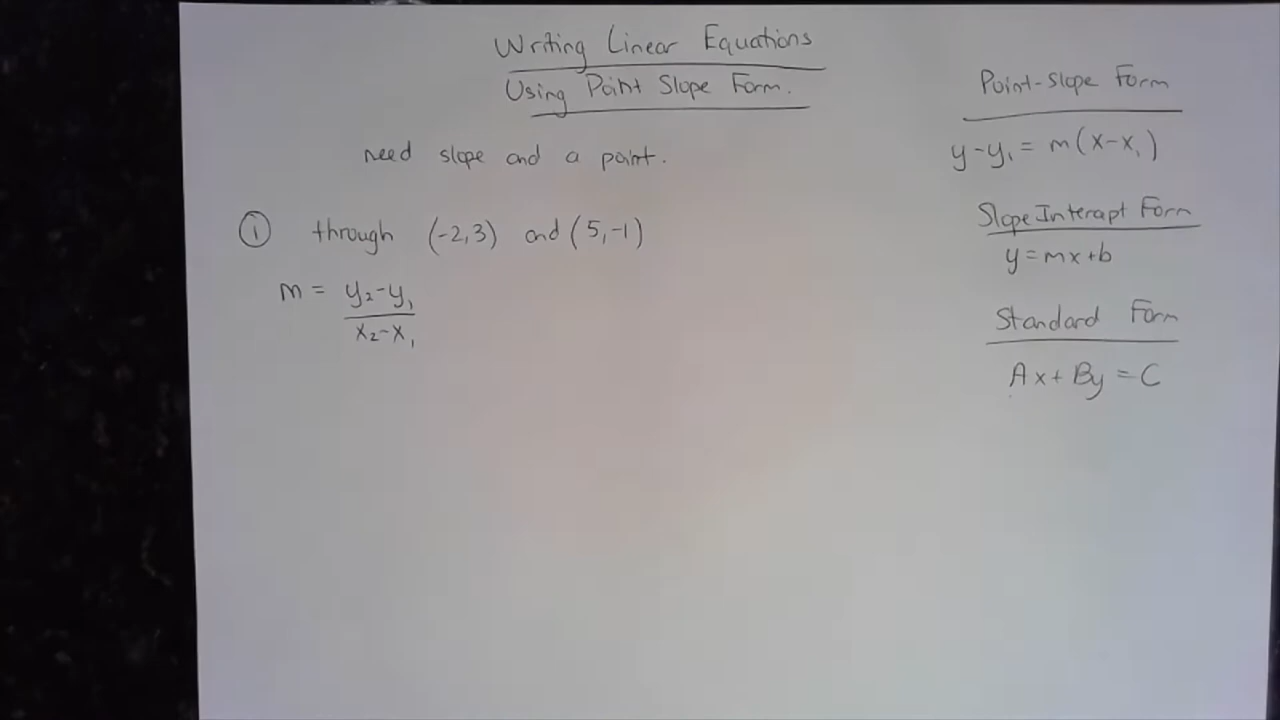 Writing Linear Equations
Using Point Slope Form.
need slope and a point.
① through (-2,3) and (5,-1)
m = y₂-y₁
x₂-x₁
Point-Slope Form
y-y₁ = m(x-x₁)
Slope Interapt Form
y=mx+b
Standard Form
Ax+By=C